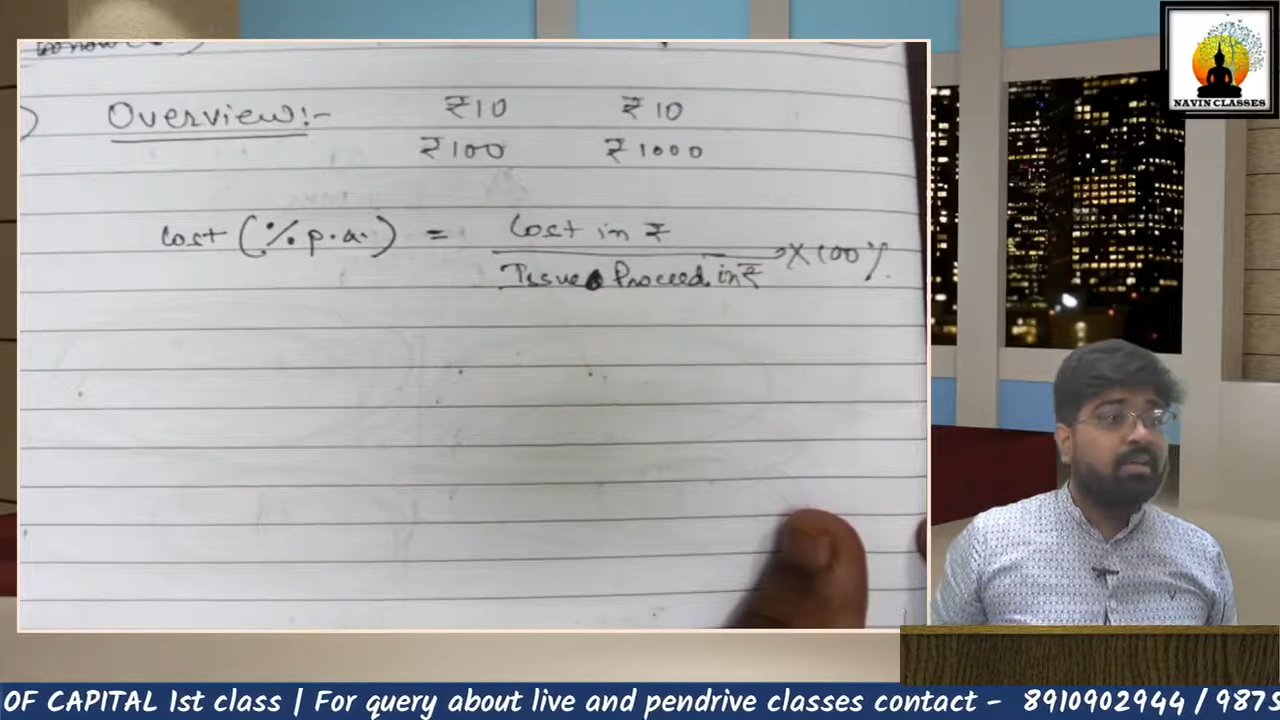 Overview:-
₹10 ₹10
₹100 ₹1000
Cost (% p.a.) = Cost in ₹
Issue Proceed in ₹ X 100%
NAVIN CLASSES
OF CAPITAL 1st class | For query about live and pendrive classes contact - 8910902944 / 9873